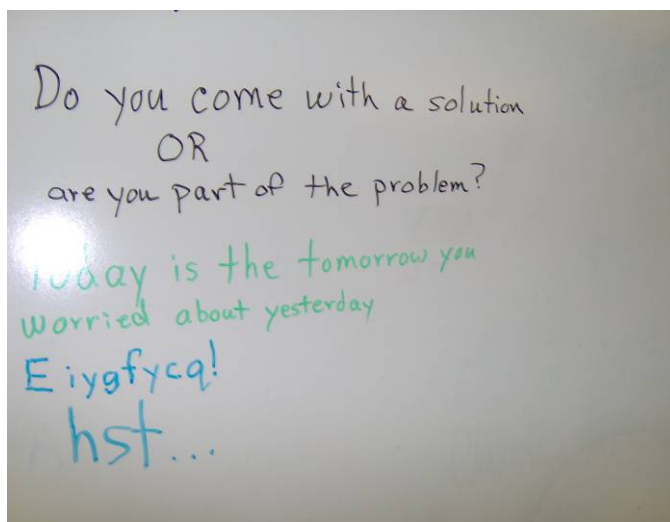 Do you come with a solution
OR
are you part of the problem?
Today is the tomorrow you
worried about yesterday
Eiygfycq!
hst...